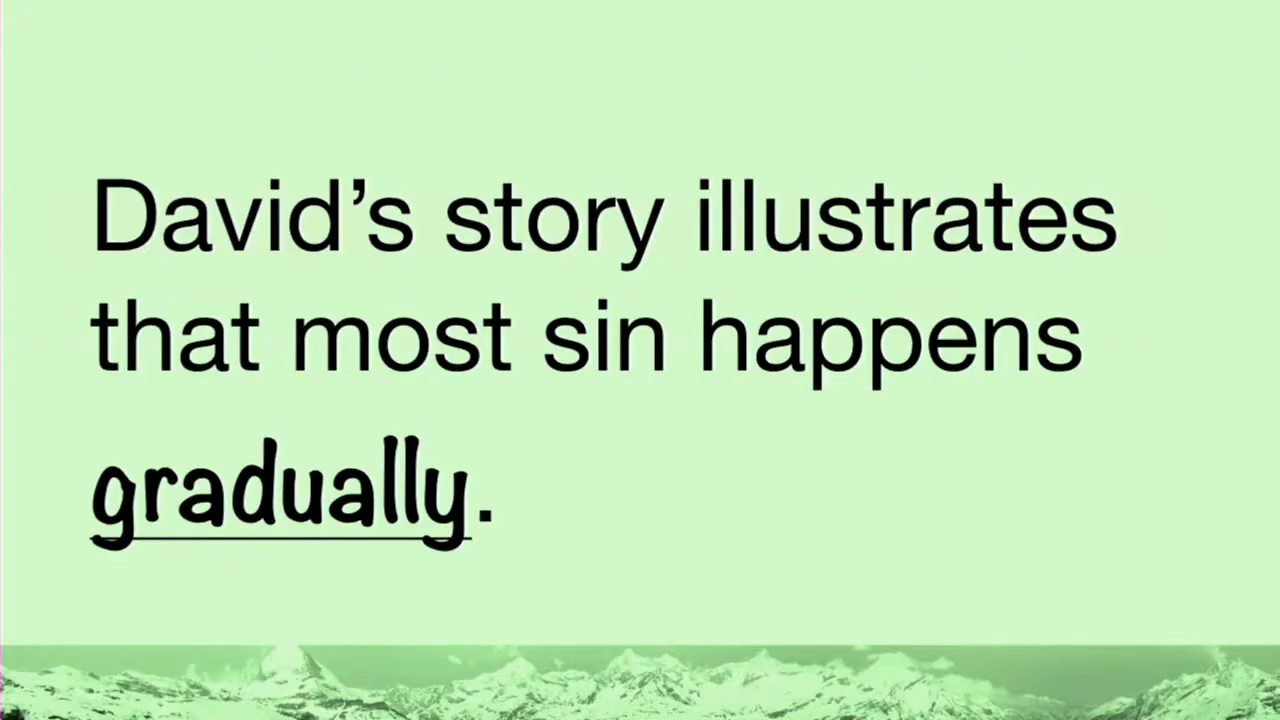 David’s story illustrates
that most sin happens
gradually.